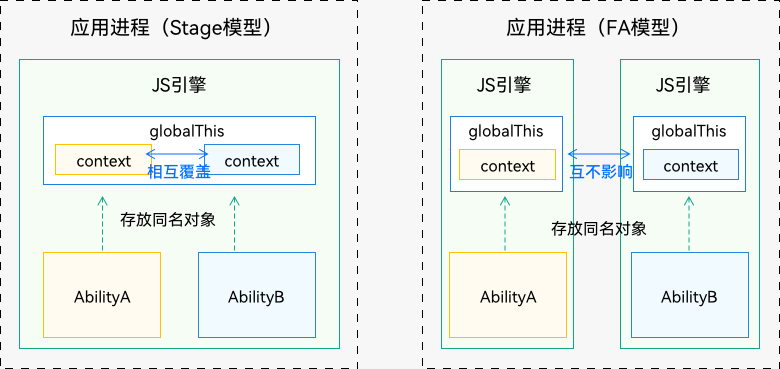 应用进程（Stage模型）
JS引擎
globalThis
context
context
相互覆盖
存放同名对象
AbilityA
AbilityB
应用进程（FA模型）
JS引擎
JS引擎
globalThis
globalThis
context
context
互不影响
存放同名对象
AbilityA
AbilityB